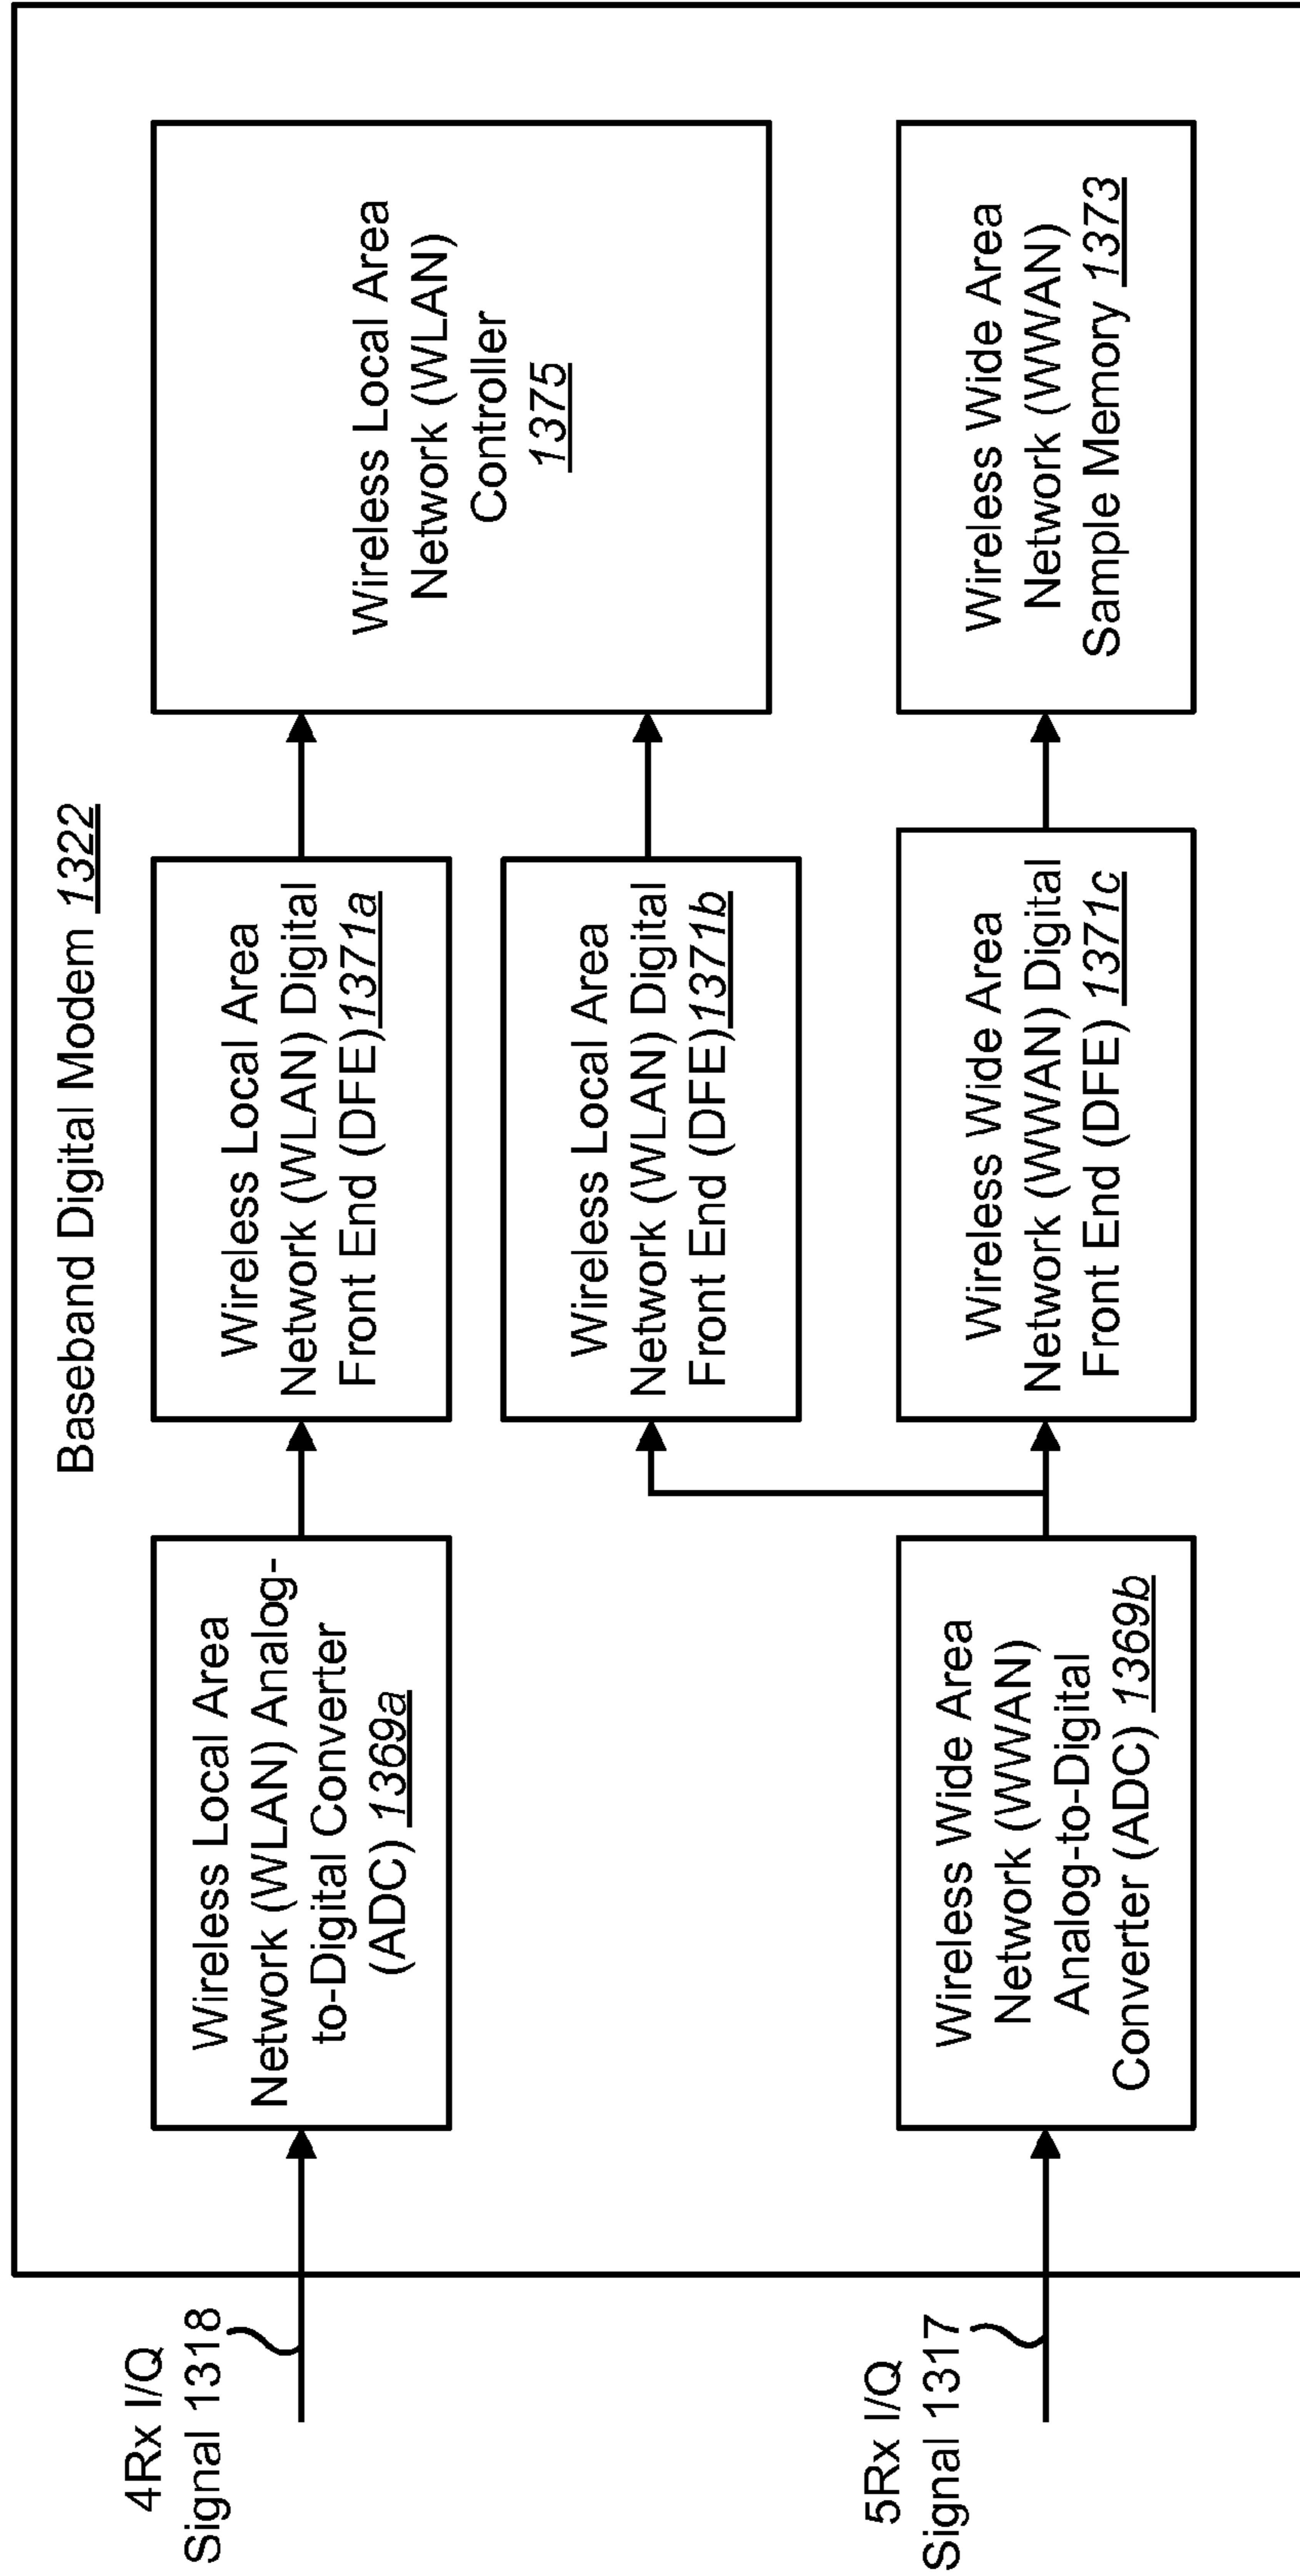 Baseband Digital Modem 1322
4Rx I/Q
Signal 1318
Wireless Local Area
Network (WLAN) Analog-
to-Digital Converter
(ADC) 1369a
Wireless Local Area
Network (WLAN) Digital
Front End (DFE)1371a
Wireless Local Area
Network (WLAN)
Controller
1375
Wireless Local Area
Network (WLAN) Digital
Front End (DFE)1371b
5Rx I/Q
Signal 1317
Wireless Wide Area
Network (WWAN)
Analog-to-Digital
Converter (ADC) 1369b
Wireless Wide Area
Network (WWAN) Digital
Front End (DFE) 1371c
Wireless Wide Area
Network (WWAN)
Sample Memory 1373